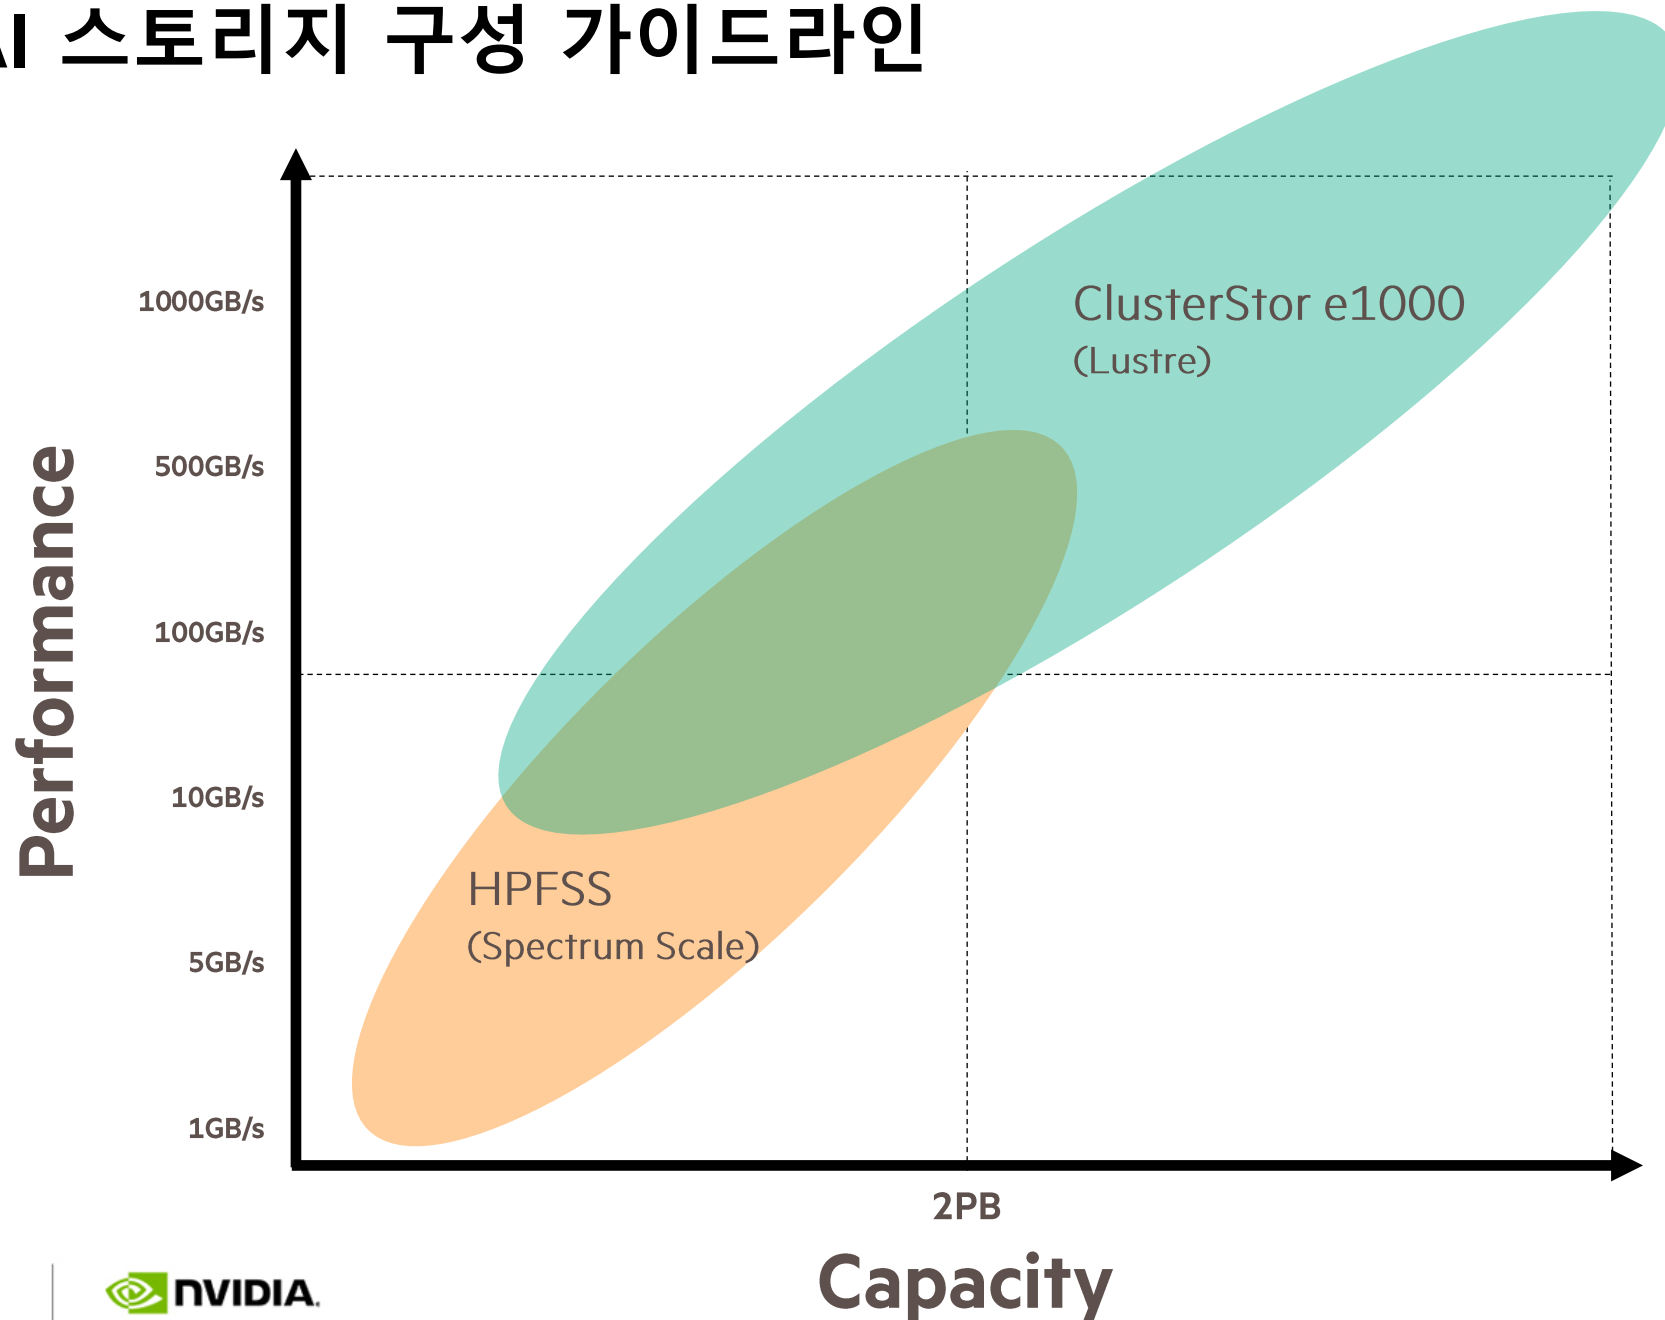 AI 스토리지 구성 가이드라인
1000GB/s
500GB/s
100GB/s
10GB/s
5GB/s
1GB/s
Performance
ClusterStor e1000
(Lustre)
HPFSS
(Spectrum Scale)
2PB
Capacity
NVIDIA.